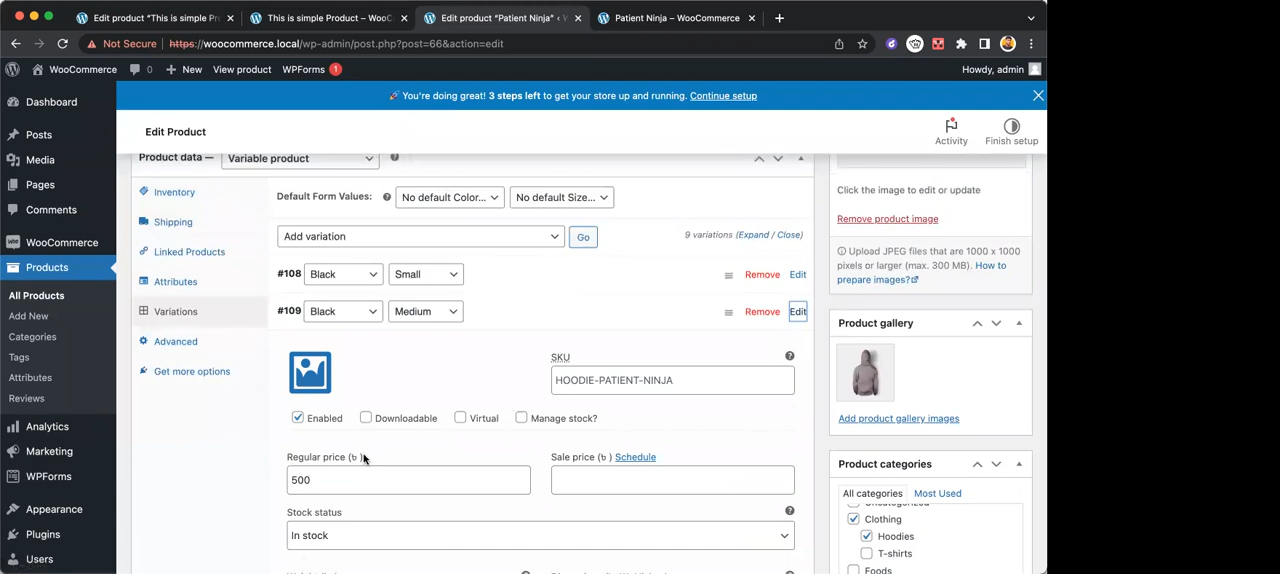 Edit product "This is simple Pr
This is simple Product – WooC
Edit product "Patient Ninja" ‹ W
Patient Ninja – WooCommerce
Not Secure
https://woocommerce.local/wp-admin/post.php?post=66&action=edit
WooCommerce
0
New
View product
WPForms 1
Howdy, admin
Dashboard
Posts
Media
Pages
Comments
WooCommerce
Products
All Products
Add New
Categories
Tags
Attributes
Reviews
Analytics
Marketing
WPForms
Appearance
Plugins
Users
🚀 You're doing great! 3 steps left to get your store up and running. Continue setup
Edit Product
Activity
Finish setup
Product data —
Variable product
Inventory
Shipping
Linked Products
Attributes
Variations
Advanced
Get more options
Default Form Values:
No default Color...
No default Size...
Add variation
Go
9 variations (Expand / Close)
#108 Black Small Remove Edit
#109 Black Medium Remove Edit
SKU
HOODIE-PATIENT-NINJA
Enabled
Downloadable
Virtual
Manage stock?
Regular price (৳ )
500
Sale price (৳ ) Schedule
Stock status
In stock
Click the image to edit or update
Remove product image
Upload JPEG files that are 1000 x 1000
pixels or larger (max. 300 MB). How to
prepare images?
Product gallery
Add product gallery images
Product categories
All categories
Most Used
Uncategorized
Clothing
Hoodies
T-shirts
Foods